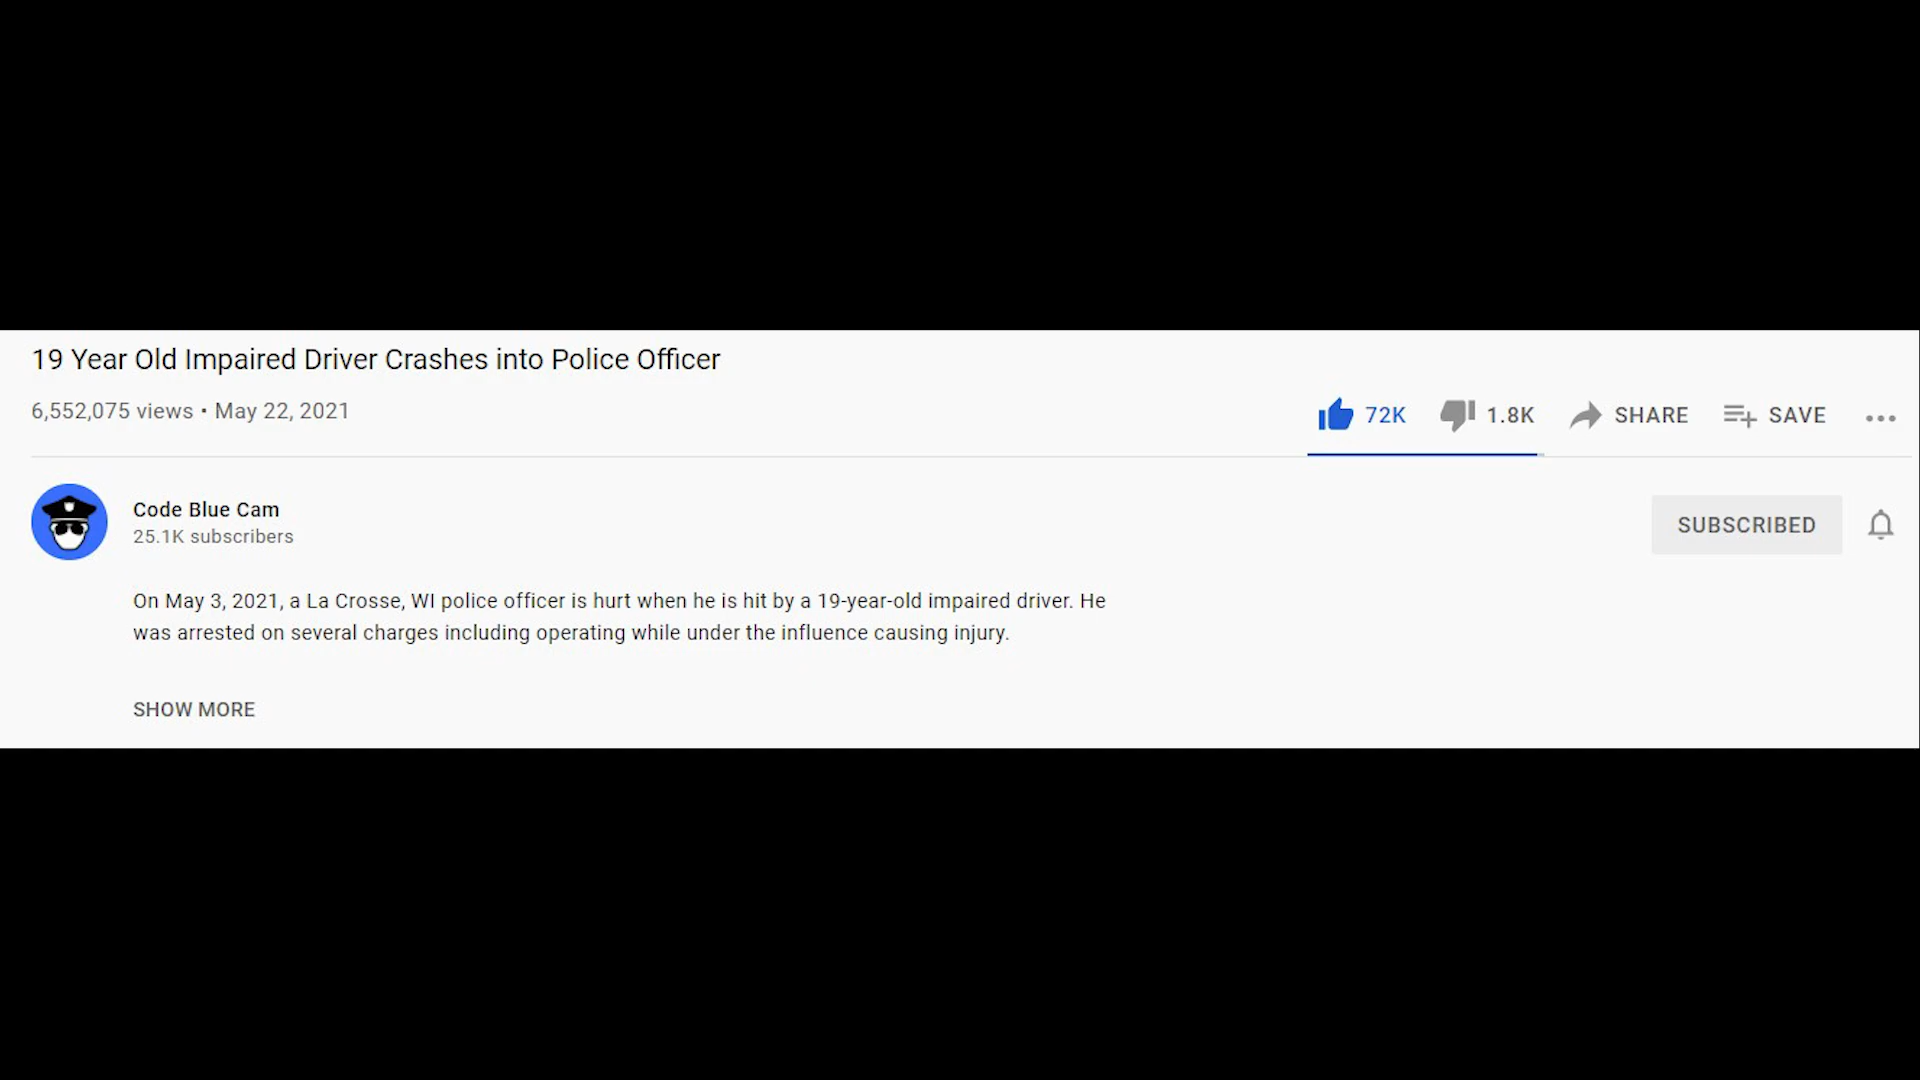 19 Year Old Impaired Driver Crashes into Police Officer
6,552,075 views • May 22, 2021
72K 1.8K SHARE SAVE
Code Blue Cam
25.1K subscribers
SUBSCRIBED
On May 3, 2021, a La Crosse, WI police officer is hurt when he is hit by a 19-year-old impaired driver. He
was arrested on several charges including operating while under the influence causing injury.
SHOW MORE